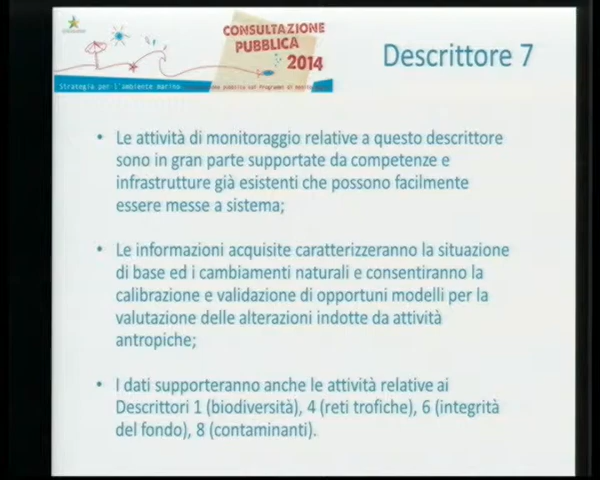 CONSULTAZIONE
PUBBLICA
2014
Descrittore 7
Strategia per l'ambiente marino
• Le attività di monitoraggio relative a questo descrittore
sono in gran parte supportate da competenze e
infrastrutture già esistenti che possono facilmente
essere messe a sistema;
• Le informazioni acquisite caratterizzeranno la situazione
di base ed i cambiamenti naturali e consentiranno la
calibrazione e validazione di opportuni modelli per la
valutazione delle alterazioni indotte da attività
antropiche;
• I dati supporteranno anche le attività relative ai
Descrittori 1 (biodiversità), 4 (reti trofiche), 6 (integrità
del fondo), 8 (contaminanti).